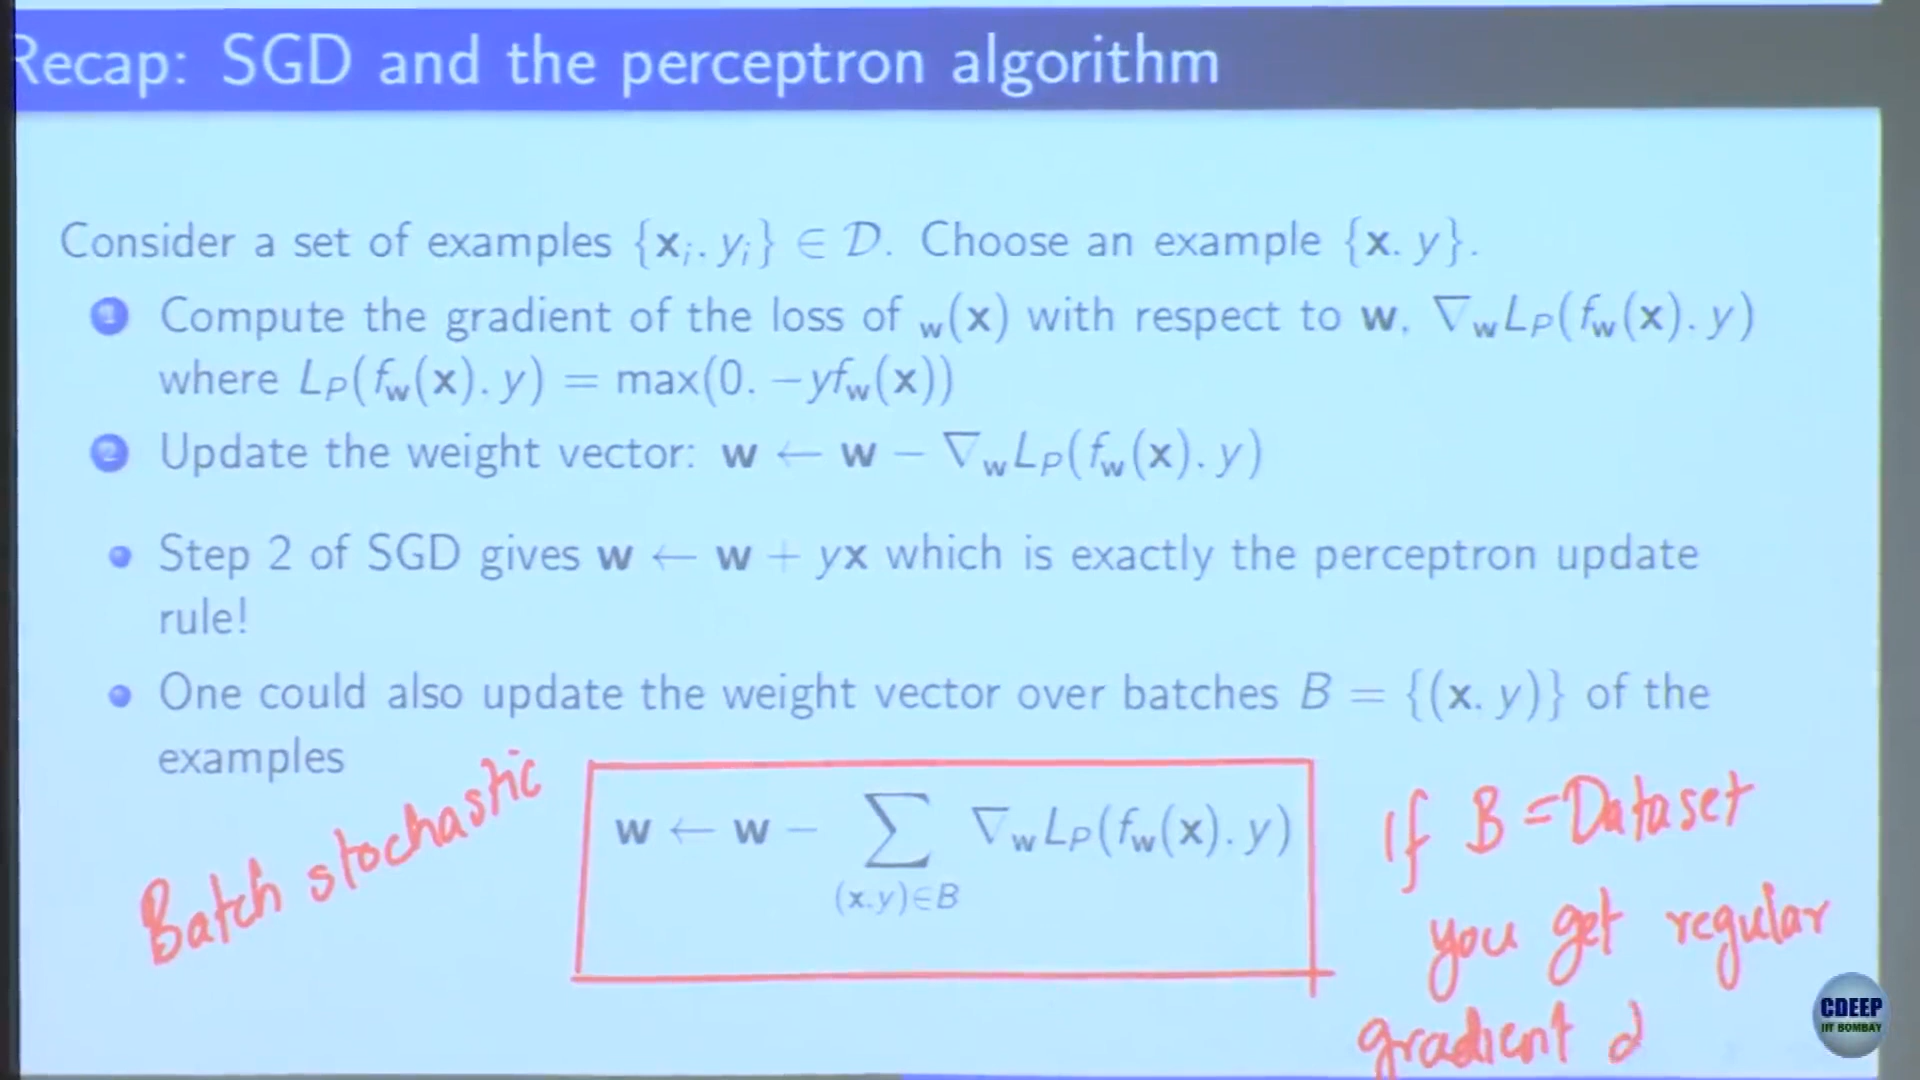 Recap: SGD and the perceptron algorithm
Consider a set of examples {xᵢ. yᵢ} ∈ 𝒟. Choose an example {x. y}.
1 Compute the gradient of the loss of w(x) with respect to w. ∇wLP(fw(x). y)
where LP(fw(x). y) = max(0. −yfw(x))
2 Update the weight vector: w ← w − ∇wLP(fw(x). y)
• Step 2 of SGD gives w ← w + yx which is exactly the perceptron update
rule!
• One could also update the weight vector over batches B = {(x. y)} of the
examples
Batch stochastic
w ← w − ∑ ∇wLP(fw(x). y)
(x.y)∈B
If B = Dataset
you get regular
gradient d
CDEEP
IIT BOMBAY